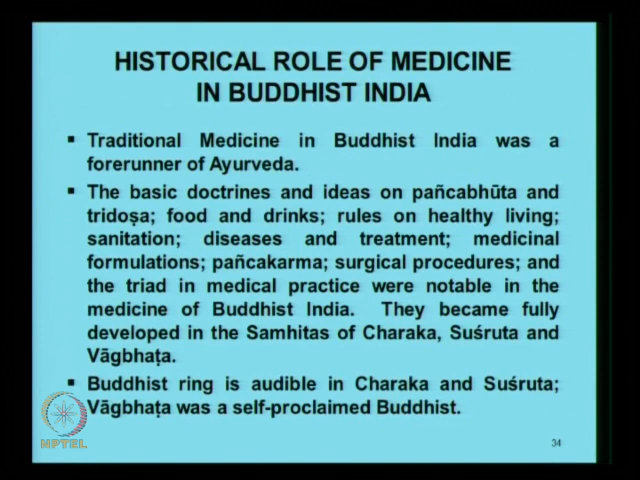 HISTORICAL ROLE OF MEDICINE
IN BUDDHIST INDIA
▪ Traditional Medicine in Buddhist India was a
forerunner of Ayurveda.
▪ The basic doctrines and ideas on pañcabhūta and
tridoṣa; food and drinks; rules on healthy living;
sanitation; diseases and treatment; medicinal
formulations; pañcakarma; surgical procedures; and
the triad in medical practice were notable in the
medicine of Buddhist India. They became fully
developed in the Samhitas of Charaka, Suśruta and
Vāgbhaṭa.
▪ Buddhist ring is audible in Charaka and Suśruta;
Vāgbhaṭa was a self-proclaimed Buddhist.
NPTEL
34